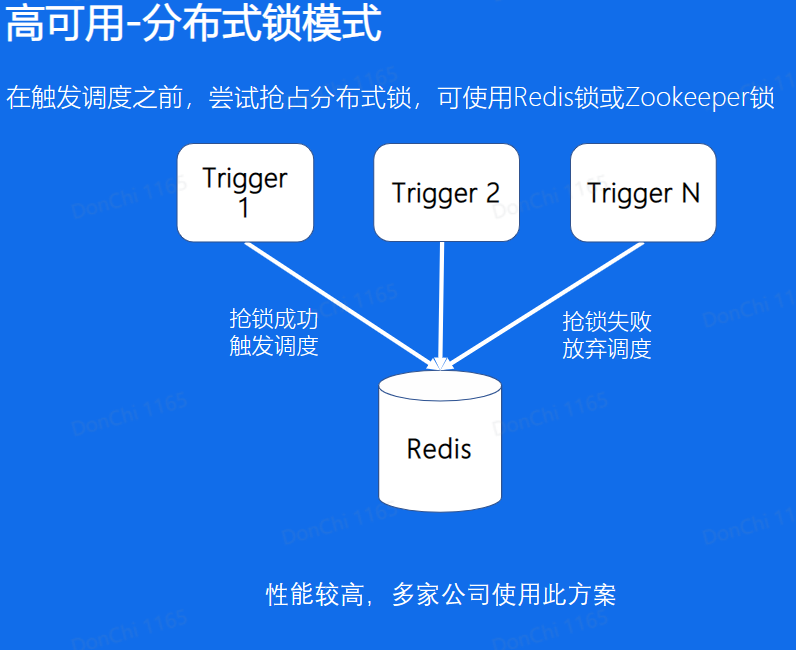 高可用-分布式锁模式
在触发调度之前，尝试抢占分布式锁，可使用Redis锁或Zookeeper锁
Trigger
1
Trigger 2
Trigger N
抢锁成功
触发调度
抢锁失败
放弃调度
Redis
性能较高，多家公司使用此方案
DonChi 1165
DonChi 1165
DonChi 1165
DonChi 1165
DonChi 1165
DonChi 1165
DonChi 1165
DonChi 1165
DonChi 1165
DonChi 1165